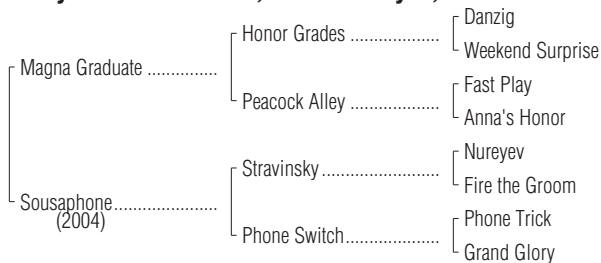 Danzig
Honor Grades ...................
Weekend Surprise
Magna Graduate ...............
Fast Play
Peacock Alley ...................
Anna's Honor
Nureyev
Stravinsky.........................
Fire the Groom
Sousaphone......................
(2004)
Phone Trick
Phone Switch....................
Grand Glory